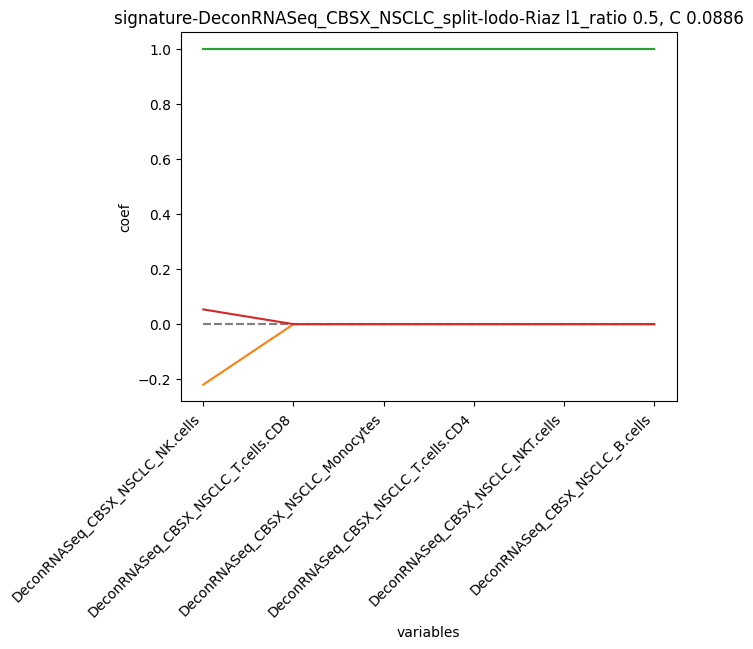 signature-DeconRNASeq_CBSX_NSCLC_split-lodo-Riaz l1_ratio 0.5, C 0.0886
1.0
0.8
0.6
0.4
0.2
0.0
−0.2
coef
DeconRNASeq_CBSX_NSCLC_NK.cells
DeconRNASeq_CBSX_NSCLC_T.cells.CD8
DeconRNASeq_CBSX_NSCLC_Monocytes
DeconRNASeq_CBSX_NSCLC_T.cells.CD4
DeconRNASeq_CBSX_NSCLC_NKT.cells
DeconRNASeq_CBSX_NSCLC_B.cells
variables